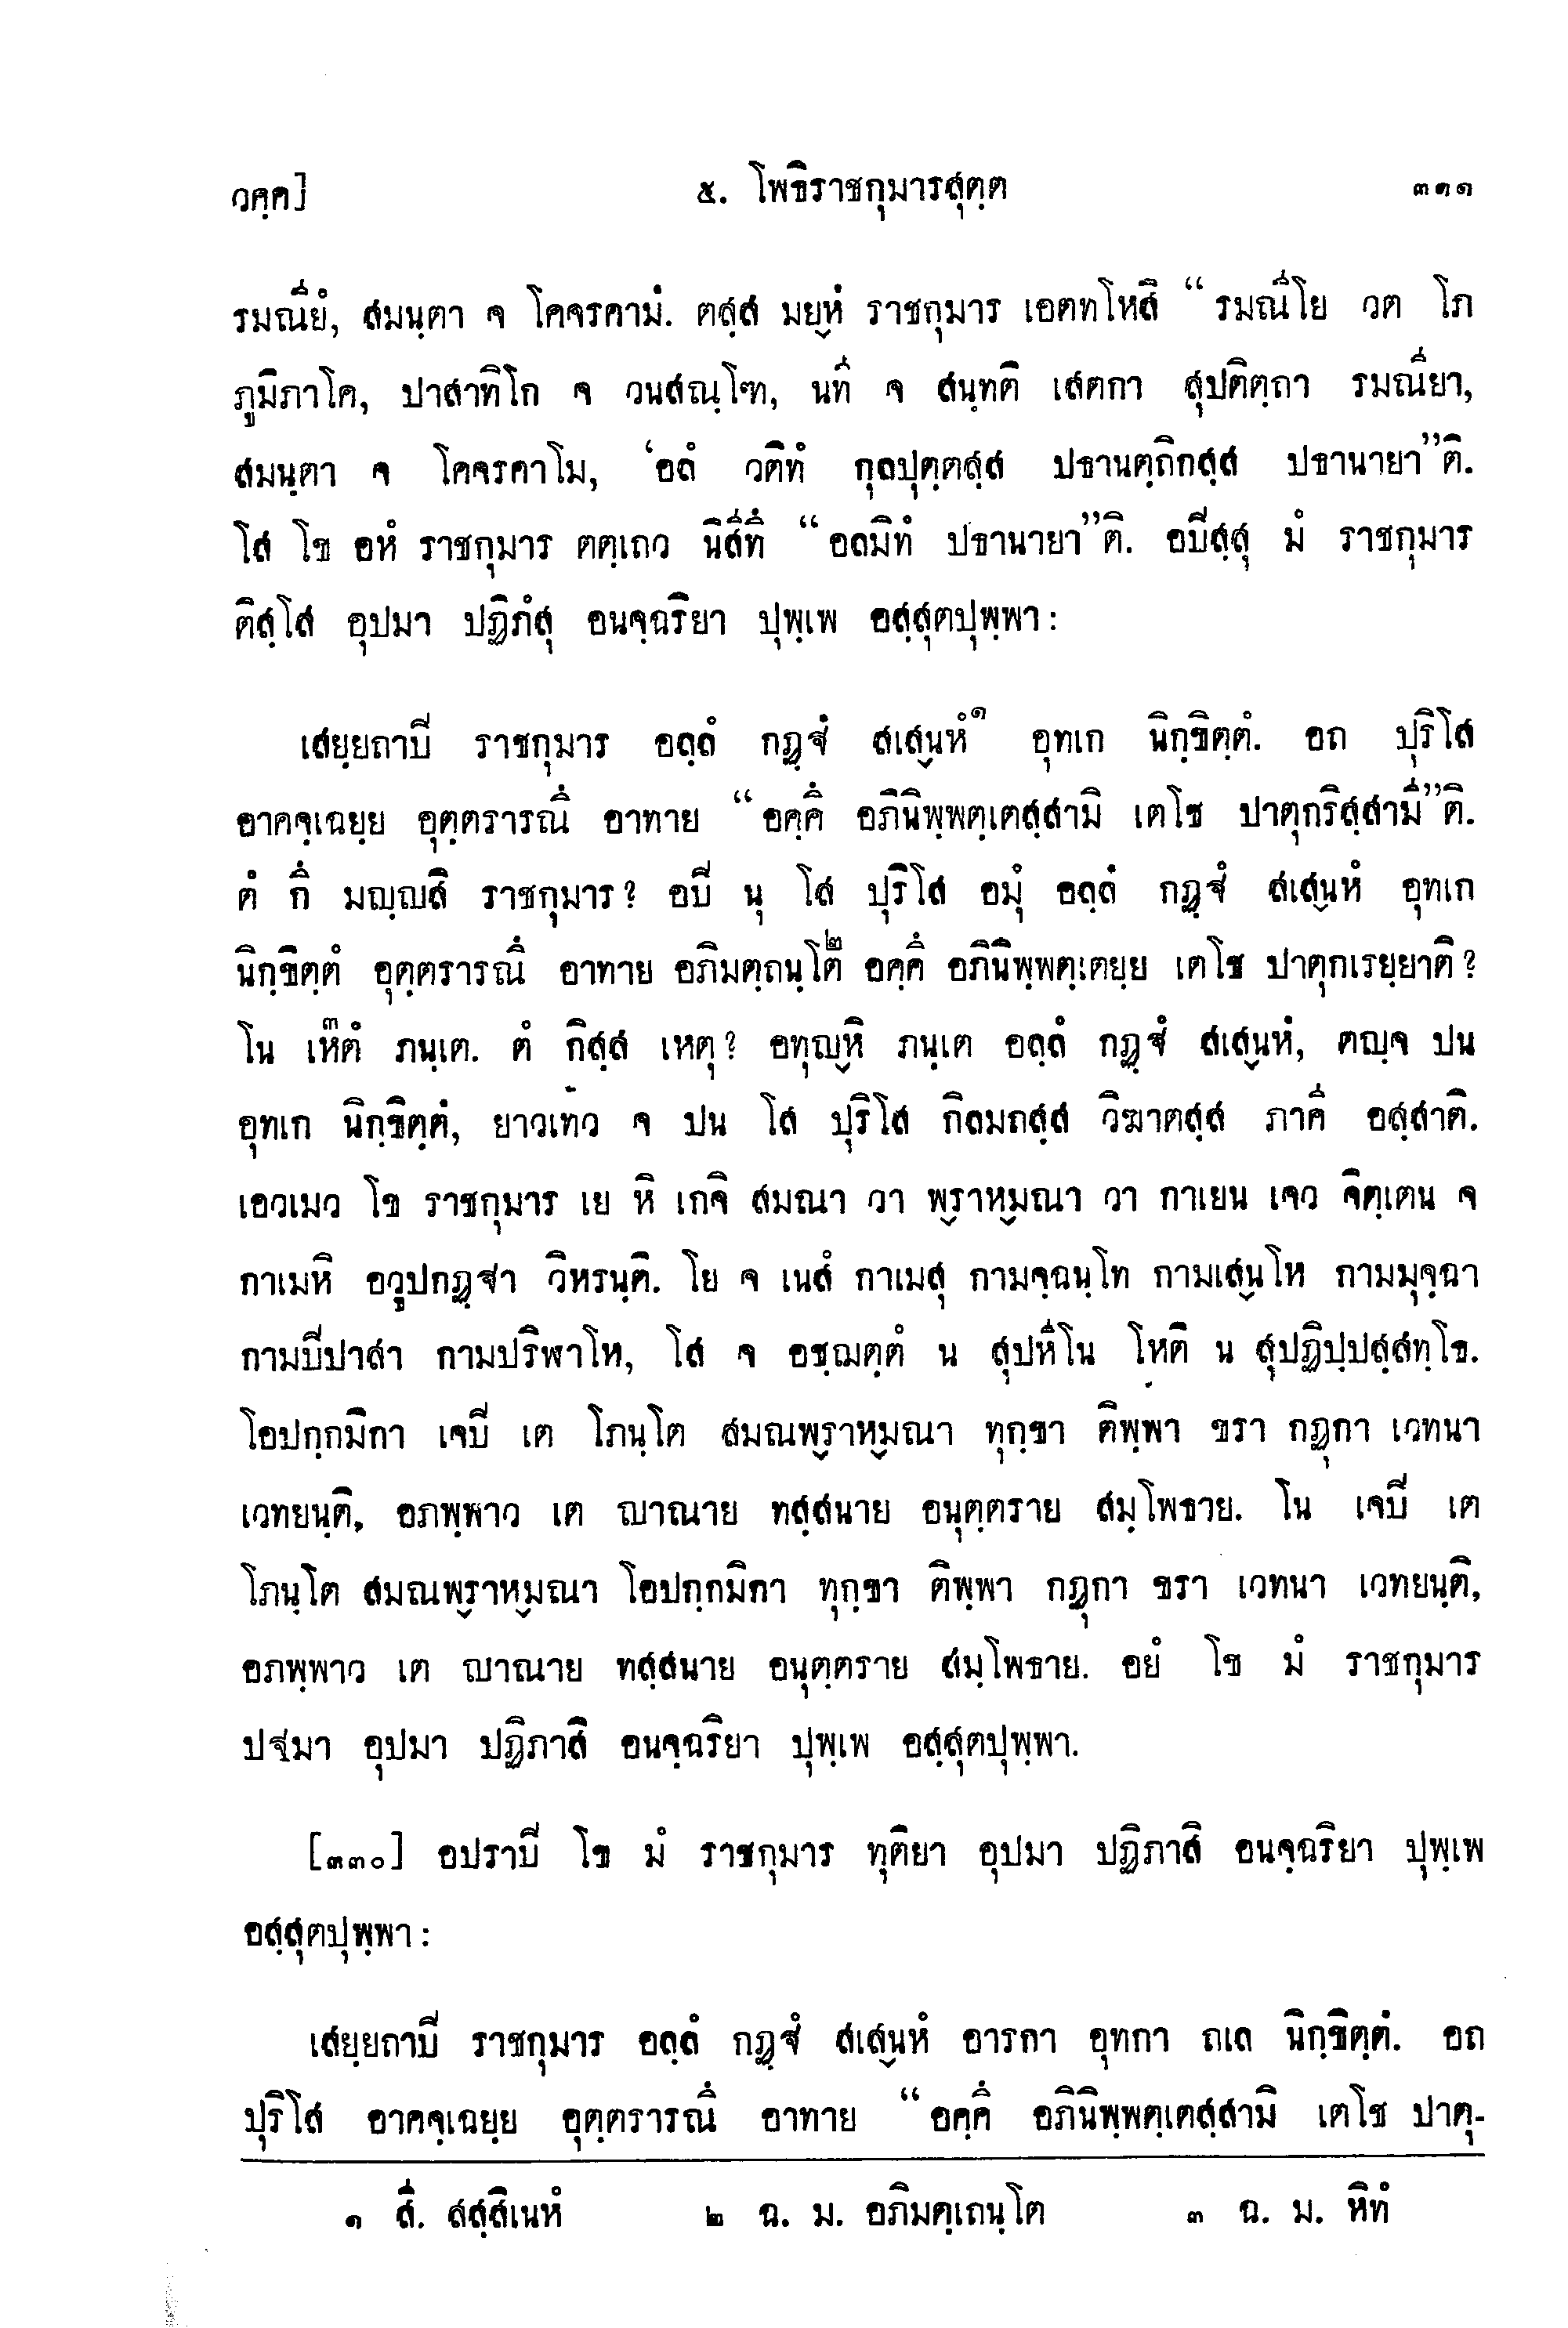 วคฺค]	๕. โพธิราชกุมารสุตฺต	๓๑๑
รมณียํ, สมนฺตา จ โคจรคามํ. ตสฺส มยฺหํ ราชกุมาร เอตทโหสิ “รมณีโย วต โภ
ภูมิภาโค, ปาสาทิโก จ วนสณฺโฑ, นที จ สนฺทติ เสตกา สุปติตฺถา รมณียา,
สมนฺตา จ โคจรคาโม, ‘อลํ วติทํ กุลปุตฺตสฺส ปธานตฺถิกสฺส ปธานายา”ติ.
โส โข อหํ ราชกุมาร ตตฺเถว นิสีทึ “อลมิทํ ปธานายา”ติ. อปิสฺสุ มํ ราชกุมาร
ติสฺโส อุปมา ปฏิภํสุ อนจฺฉริยา ปุพฺเพ อสฺสุตปุพฺพา:
เสยฺยถาปิ ราชกุมาร อลฺลํ กฏฺฐํ สเสฺนหํ๑ อุทเก นิกฺขิตฺตํ. อถ ปุริโส
อาคจฺเฉยฺย อุตฺตรารณึ อาทาย “อคฺคึ อภินิพฺพตฺเตสฺสามิ เตโช ปาตุกริสฺสามี”ติ.
ตํ กึ มญฺญสิ ราชกุมาร? อปิ นุ โส ปุริโส อมุํ อลฺลํ กฏฺฐํ สเสฺนหํ อุทเก
นิกฺขิตฺตํ อุตฺตรารณึ อาทาย อภิมตฺถนฺโต๒ อคฺคึ อภินิพฺพตฺเตยฺย เตโช ปาตุกเรยฺยาติ?
โน เหตํ๓ ภนฺเต. ตํ กิสฺส เหตุ? อทุญฺหิ ภนฺเต อลฺลํ กฏฺฐํ สเสฺนหํ, ตญฺจ ปน
อุทเก นิกฺขิตฺตํ, ยาวเทว จ ปน โส ปุริโส กิลมถสฺส วิฆาตสฺส ภาคี อสฺสาติ.
เอวเมว โข ราชกุมาร เย หิ เกจิ สมณา วา พฺราหฺมณา วา กาเยน เจว จิตฺเตน จ
กาเมหิ อวูปกฏฺฐา วิหรนฺติ. โย จ เนสํ กาเมสุ กามจฺฉนฺโท กามเสฺนโห กามมุจฺฉา
กามปิปาสา กามปริฬาโห, โส จ อชฺฌตฺตํ น สุปหีโน โหติ น สุปฏิปฺปสฺสทฺโธ.
โอปกฺกมิกา เจปิ เต โภนฺโต สมณพฺราหฺมณา ทุกฺขา ติพฺพา ขรา กฏุกา เวทนา
เวทยนฺติ, อภพฺพาว เต ญาณาย ทสฺสนาย อนุตฺตราย สมฺโพธาย. โน เจปิ เต
โภนฺโต สมณพฺราหฺมณา โอปกฺกมิกา ทุกฺขา ติพฺพา กฏุกา ขรา เวทนา เวทยนฺติ,
อภพฺพาว เต ญาณาย ทสฺสนาย อนุตฺตราย สมฺโพธาย. อยํ โข มํ ราชกุมาร
ปฐมา อุปมา ปฏิภาสิ อนจฺฉริยา ปุพฺเพ อสฺสุตปุพฺพา.
[๓๓๐] อปราปิ โข มํ ราชกุมาร ทุติยา อุปมา ปฏิภาสิ อนจฺฉริยา ปุพฺเพ
อสฺสุตปุพฺพา:
เสยฺยถาปิ ราชกุมาร อลฺลํ กฏฺฐํ สเสฺนหํ อารกา อุทกา ถเล นิกฺขิตฺตํ. อถ
ปุริโส อาคจฺเฉยฺย อุตฺตรารณึ อาทาย “อคฺคึ อภินิพฺพตฺเตสฺสามิ เตโช ปาตุ-
๑ สี. สสฺสิเนหํ	๒ ฉ. ม. อภิมตฺเถนฺโต	๓ ฉ. ม. หิทํ